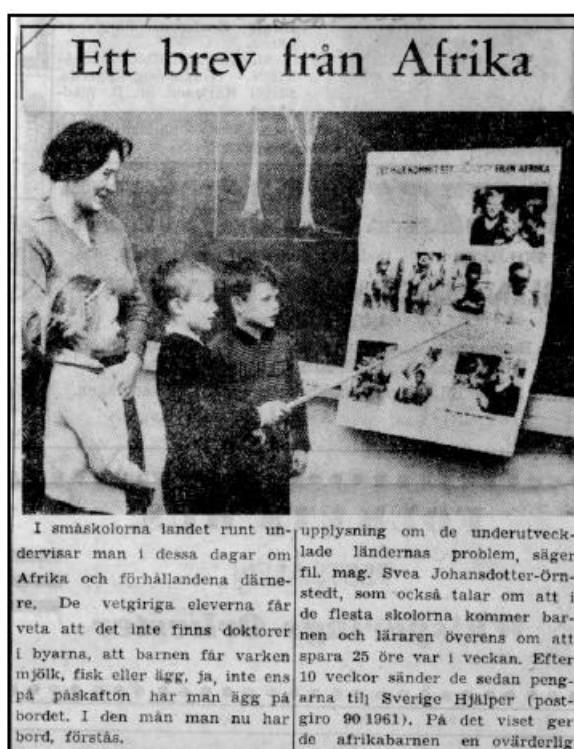 Ett brev från Afrika
FRÅN AFRIKA
I småskolorna landet runt un-
dervisar man i dessa dagar om
Afrika och förhållandena därne-
re. De vetgiriga eleverna får
veta att det inte finns doktorer
i byarna, att barnen får varken
mjölk, fisk eller ägg, ja, inte ens
på påskafton har man ägg på
bordet. I den mån man nu har
bord, förstås.
upplysning om de underutveck-
lade ländernas problem, säger
fil. mag. Svea Johansdotter-Örn-
stedt, som också talar om att i
de flesta skolorna kommer bar-
nen och läraren överens om att
spara 25 öre var i veckan. Efter
10 veckor sänder de sedan peng-
arna till Sverige Hjälper (post-
giro 90 1961). På det viset ger
de afrikabarnen en ovärderlig